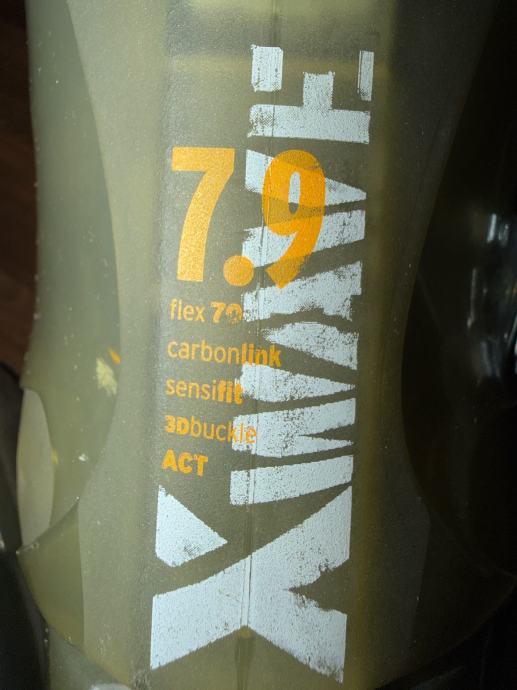 XWAVE
7.9
flex 70
carbonlink
sensifit
3Dbuckle
ACT